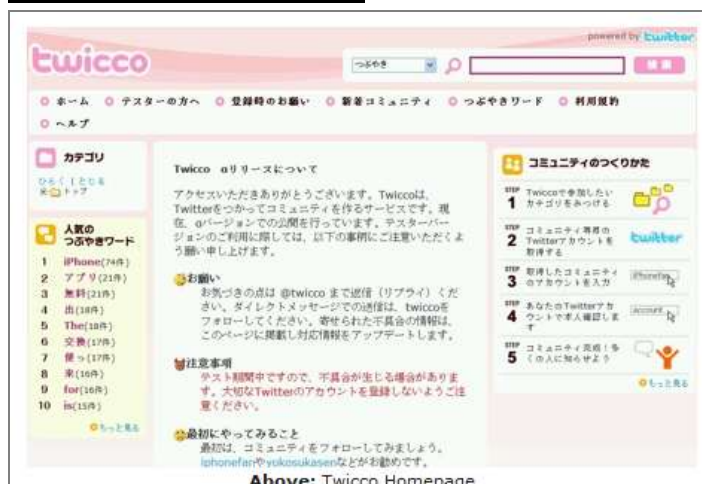 powered by twitter
twicco
つぶやき
検索
ホーム テスターの方へ 登録時のお願い 新着コミュニティ つぶやきワード 利用規約
ヘルプ
カテゴリ
ひらく | とじる
トップ
人気の
つぶやきワード
1 iPhone(74件)
2 アプリ(21件)
3 無料(21件)
4 出(18件)
5 The(18件)
6 交換(17件)
7 使っ(17件)
8 来(16件)
9 for(16件)
10 is(15件)
もっと見る
Twicco αリリースについて
アクセスいただきありがとうございます。Twiccoは、
Twitterをつかってコミュニティを作るサービスです。現
在、αバージョンでの公開を行っています。テスターバー
ジョンのご利用に際しては、以下の事柄にご注意いただくよ
う願い申し上げます。
お願い
お気づきの点は @twicco まで返信（リプライ）くだ
さい。ダイレクトメッセージでの送信は、twiccoを
フォローしてください。寄せられた不具合の情報は、
このページに掲載し対応情報をアップデートします。
注意事項
テスト期間中ですので、不具合が生じる場合がありま
す。大切なTwitterのアカウントを登録しないようご注
意ください。
最初にやってみること
最初は、コミュニティをフォローしてみましょう。
iphonefanやyokosukasenなどがお勧めです。
コミュニティのつくりかた
STEP 1 Twiccoで参加したい
カテゴリをみつける
STEP 2 コミュニティ専用の
Twitterアカウントを
取得する
twitter
STEP 3 取得したコミュニティ
のアカウントを入力
iPhonefan
STEP 4 あなたのTwitterアカ
ウントで本人確認しま
す
Account
STEP 5 コミュニティ完成！多
くの人に知らせよう
もっと見る
Above: Twicco Homepage